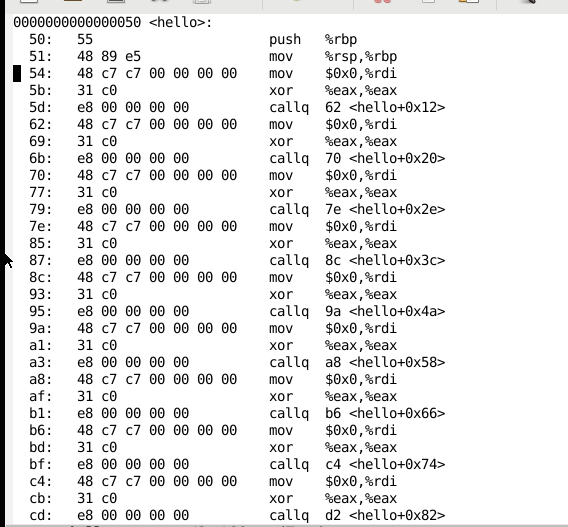 0000000000000050 <hello>:
50: 55 push %rbp
51: 48 89 e5 mov %rsp,%rbp
54: 48 c7 c7 00 00 00 00 mov $0x0,%rdi
5b: 31 c0 xor %eax,%eax
5d: e8 00 00 00 00 callq 62 <hello+0x12>
62: 48 c7 c7 00 00 00 00 mov $0x0,%rdi
69: 31 c0 xor %eax,%eax
6b: e8 00 00 00 00 callq 70 <hello+0x20>
70: 48 c7 c7 00 00 00 00 mov $0x0,%rdi
77: 31 c0 xor %eax,%eax
79: e8 00 00 00 00 callq 7e <hello+0x2e>
7e: 48 c7 c7 00 00 00 00 mov $0x0,%rdi
85: 31 c0 xor %eax,%eax
87: e8 00 00 00 00 callq 8c <hello+0x3c>
8c: 48 c7 c7 00 00 00 00 mov $0x0,%rdi
93: 31 c0 xor %eax,%eax
95: e8 00 00 00 00 callq 9a <hello+0x4a>
9a: 48 c7 c7 00 00 00 00 mov $0x0,%rdi
a1: 31 c0 xor %eax,%eax
a3: e8 00 00 00 00 callq a8 <hello+0x58>
a8: 48 c7 c7 00 00 00 00 mov $0x0,%rdi
af: 31 c0 xor %eax,%eax
b1: e8 00 00 00 00 callq b6 <hello+0x66>
b6: 48 c7 c7 00 00 00 00 mov $0x0,%rdi
bd: 31 c0 xor %eax,%eax
bf: e8 00 00 00 00 callq c4 <hello+0x74>
c4: 48 c7 c7 00 00 00 00 mov $0x0,%rdi
cb: 31 c0 xor %eax,%eax
cd: e8 00 00 00 00 callq d2 <hello+0x82>